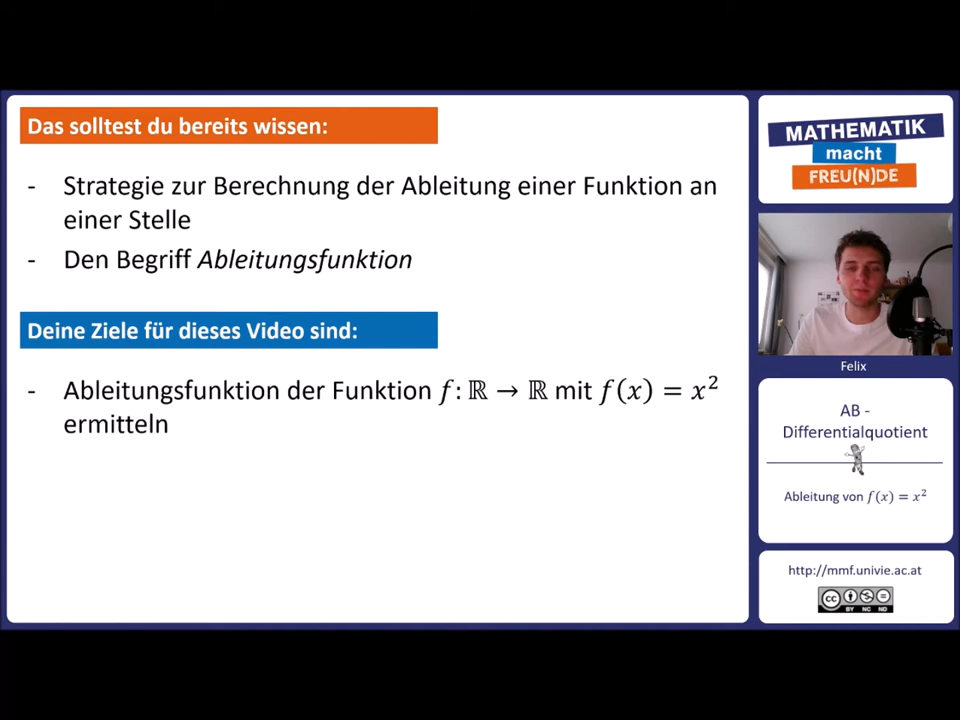 Das solltest du bereits wissen:
- Strategie zur Berechnung der Ableitung einer Funktion an
einer Stelle
- Den Begriff Ableitungsfunktion
Deine Ziele für dieses Video sind:
- Ableitungsfunktion der Funktion f: ℝ → ℝ mit f(x) = x²
ermitteln
MATHEMATIK
macht
FREU(N)DE
Felix
AB -
Differentialquotient
Ableitung von f(x) = x²
http://mmf.univie.ac.at
cc
BY NC ND